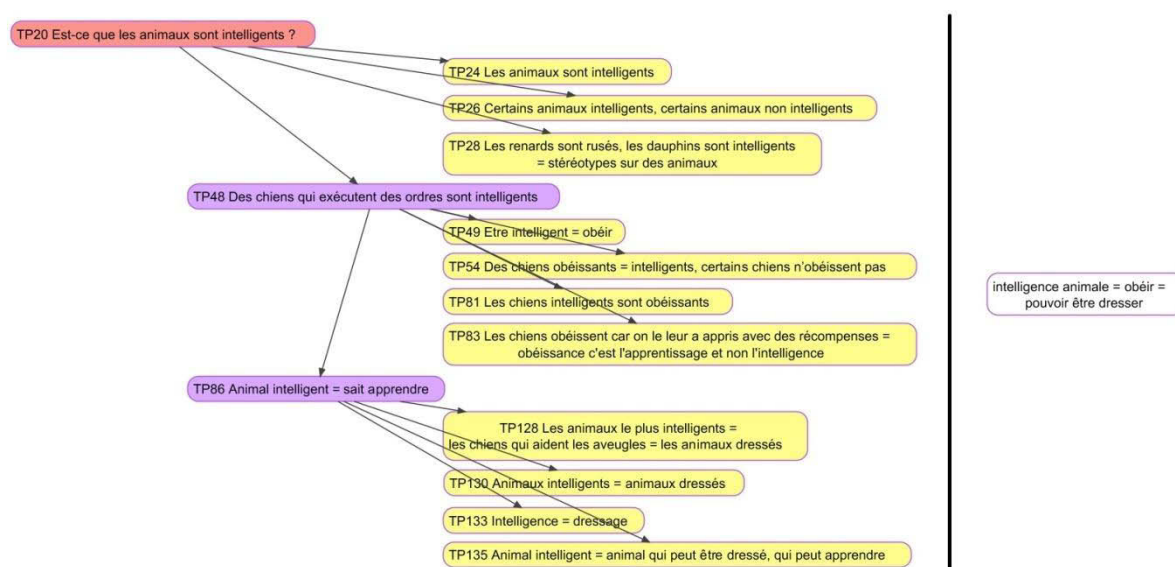 TP20 Est-ce que les animaux sont intelligents ?
TP24 Les animaux sont intelligents
TP26 Certains animaux intelligents, certains animaux non intelligents
TP28 Les renards sont rusés, les dauphins sont intelligents
= stéréotypes sur des animaux
TP48 Des chiens qui exécutent des ordres sont intelligents
TP49 Etre intelligent = obéir
TP54 Des chiens obéissants = intelligents, certains chiens n'obéissent pas
TP81 Les chiens intelligents sont obéissants
TP83 Les chiens obéissent car on le leur a appris avec des récompenses =
obéissance c'est l'apprentissage et non l'intelligence
TP86 Animal intelligent = sait apprendre
TP128 Les animaux le plus intelligents =
les chiens qui aident les aveugles = les animaux dressés
TP130 Animaux intelligents = animaux dressés
TP133 Intelligence = dressage
TP135 Animal intelligent = animal qui peut être dressé, qui peut apprendre
intelligence animale = obéir =
pouvoir être dresser